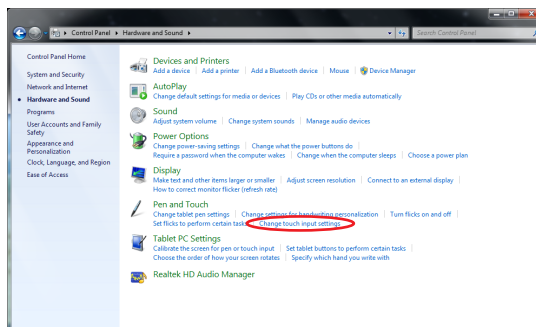 Control Panel Hardware and Sound Search Control Panel
Control Panel Home
System and Security
Network and Internet
Hardware and Sound
Programs
User Accounts and Family
Safety
Appearance and
Personalization
Clock, Language, and Region
Ease of Access
Devices and Printers
Add a device Add a printer Add a Bluetooth device Mouse Device Manager
AutoPlay
Change default settings for media or devices Play CDs or other media automatically
Sound
Adjust system volume Change system sounds Manage audio devices
Power Options
Change power-saving settings Change what the power buttons do
Require a password when the computer wakes Change when the computer sleeps Choose a power plan
Display
Make text and other items larger or smaller Adjust screen resolution Connect to an external display
How to correct monitor flicker (refresh rate)
Pen and Touch
Change tablet pen settings Change settings for handwriting personalization Turn flicks on and off
Set flicks to perform certain tasks Change touch input settings
Tablet PC Settings
Calibrate the screen for pen or touch input Set tablet buttons to perform certain tasks
Choose the order of how your screen rotates Specify which hand you write with
Realtek HD Audio Manager